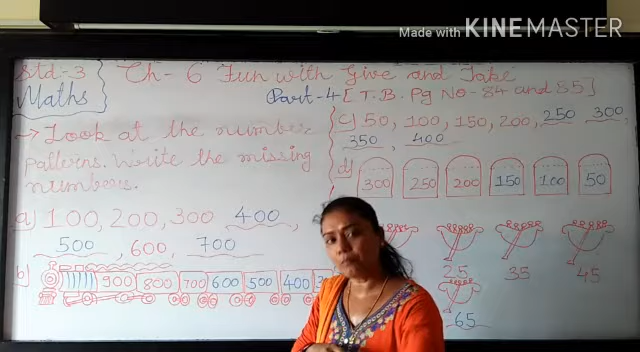 Made with KINEMASTER
Std-3
Maths
Ch-6 Fun with Give and Take
Part-4 [T.B. Pg No-84 and 85]
→ Look at the number
patterns. Write the missing
numbers.
a) 100, 200, 300 400,
500, 600, 700
b) 900 800 700 600 500 400
c) 50, 100, 150, 200, 250 300,
350, 400
d) 300 250 200 150 100 50
25 35 45
65